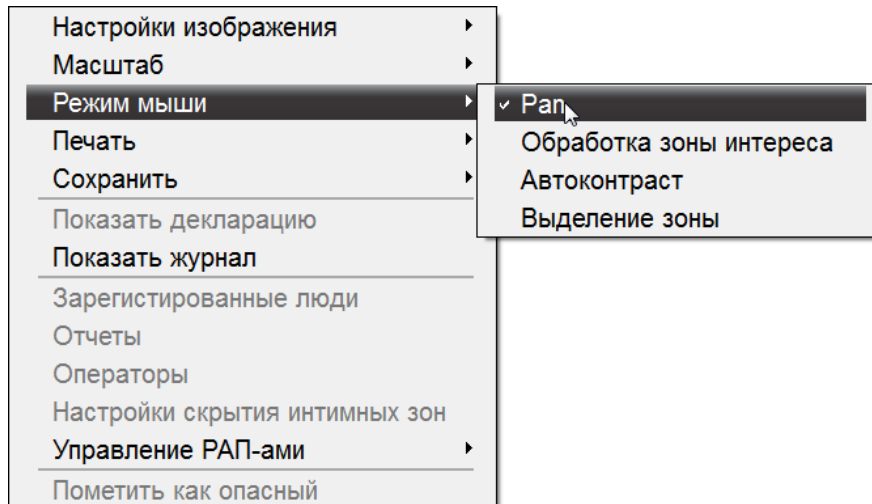 Настройки изображения
Масштаб
Режим мыши
Печать
Сохранить
Показать декларацию
Показать журнал
Зарегистрированные люди
Отчеты
Операторы
Настройки скрытия интимных зон
Управление РАП-ами
Пометить как опасный
Pan
Обработка зоны интереса
Автоконтраст
Выделение зоны